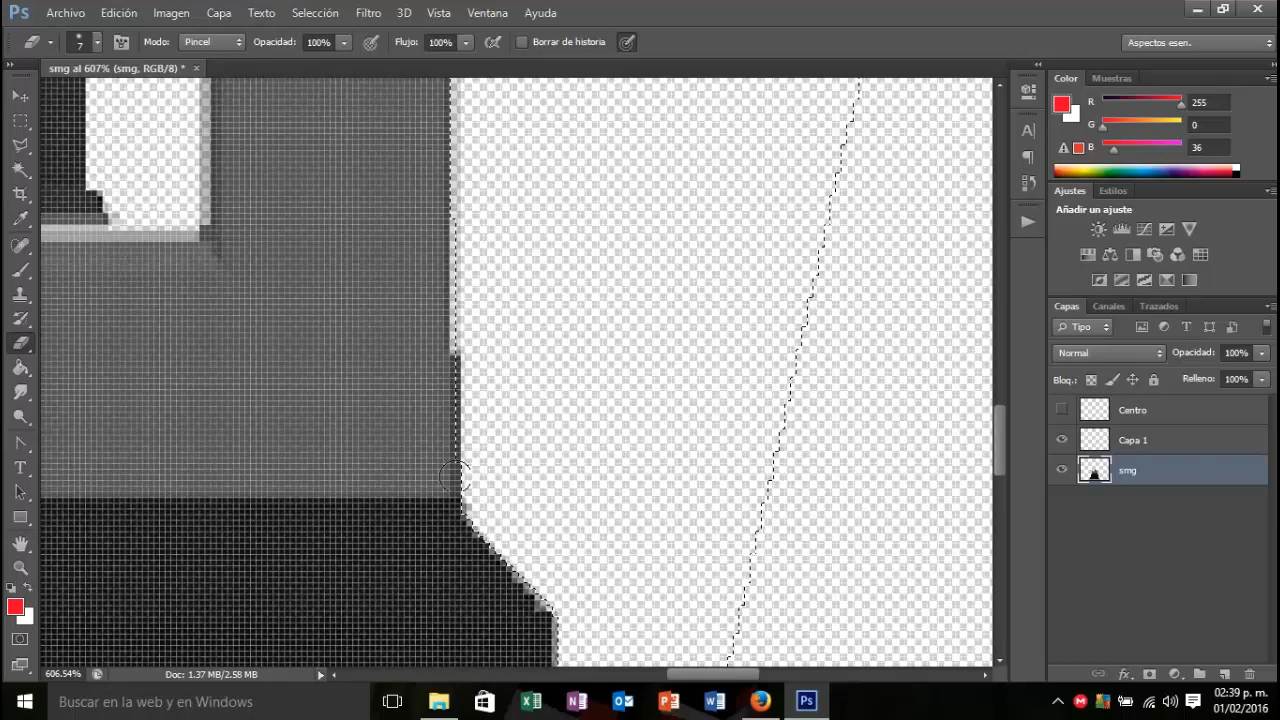 Ps Archivo Edición Imagen Capa Texto Selección Filtro 3D Vista Ventana Ayuda
7 Modo: Pincel Opacidad: 100% Flujo: 100% Borrar de historia Aspectos esen.
smg al 607% (smg, RGB/8) * ×
Color Muestras
R 255
G 0
B 36
Ajustes Estilos
Añadir un ajuste
Capas Canales Trazados
Tipo
Normal Opacidad: 100%
Bloq.: Relleno: 100%
Centro
Capa 1
smg
606.54% Doc: 1.37 MB/2.58 MB
Buscar en la web y en Windows
02:39 p. m.
01/02/2016